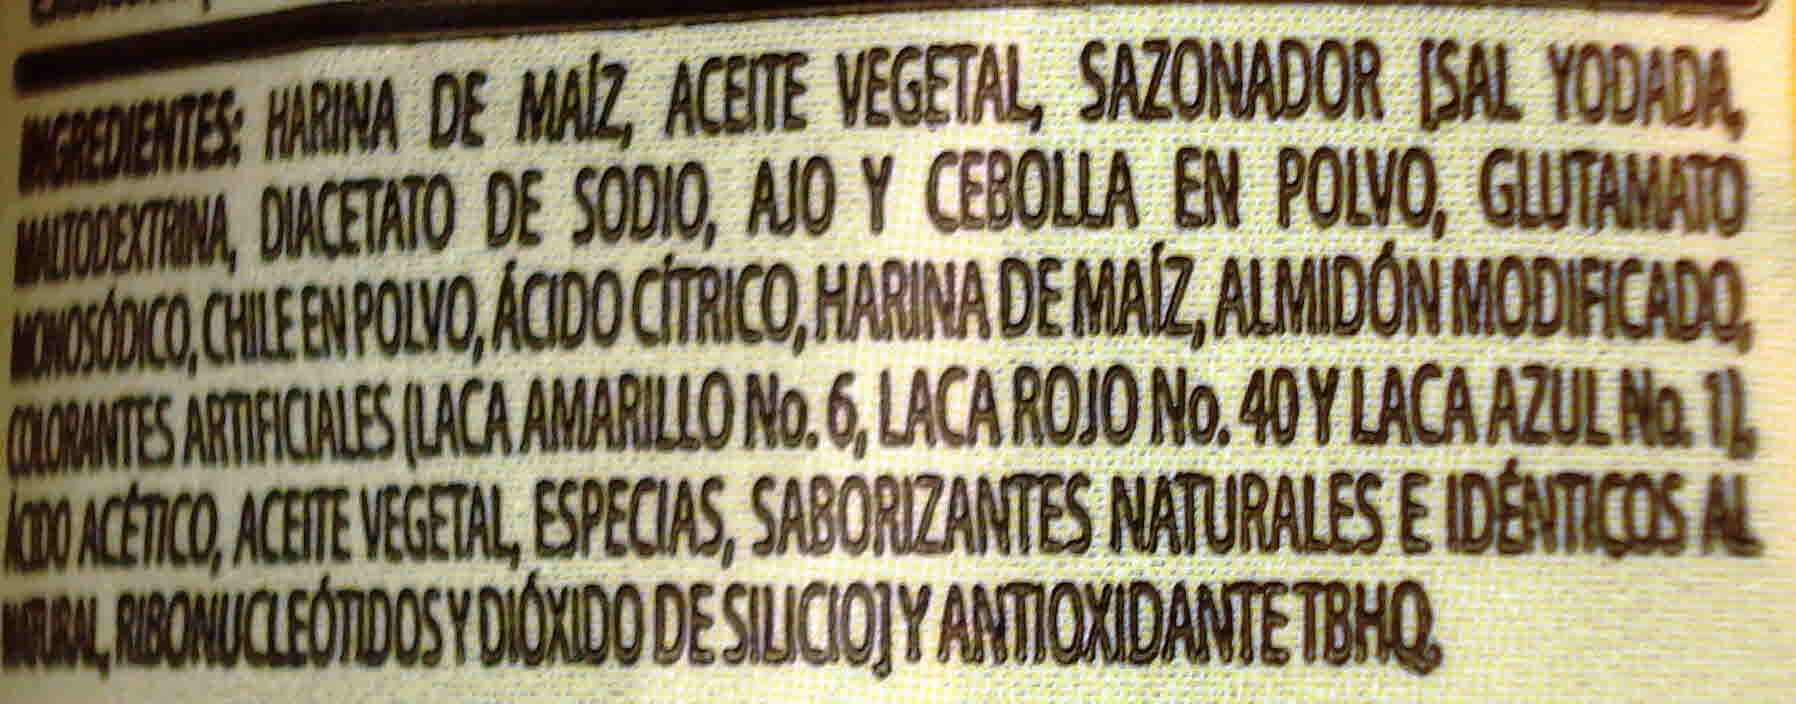 INGREDIENTES: HARINA DE MAÍZ, ACEITE VEGETAL, SAZONADOR [SAL YODADA,
MALTODEXTRINA, DIACETATO DE SODIO, AJO Y CEBOLLA EN POLVO, GLUTAMATO
MONOSÓDICO, CHILE EN POLVO, ÁCIDO CÍTRICO, HARINA DE MAÍZ, ALMIDÓN MODIFICADO,
COLORANTES ARTIFICIALES (LACA AMARILLO No. 6, LACA ROJO No. 40 Y LACA AZUL No. 1),
ÁCIDO ACÉTICO, ACEITE VEGETAL, ESPECIAS, SABORIZANTES NATURALES E IDÉNTICOS AL
NATURAL, RIBONUCLEÓTIDOS Y DIÓXIDO DE SILICIO] Y ANTIOXIDANTE TBHQ.